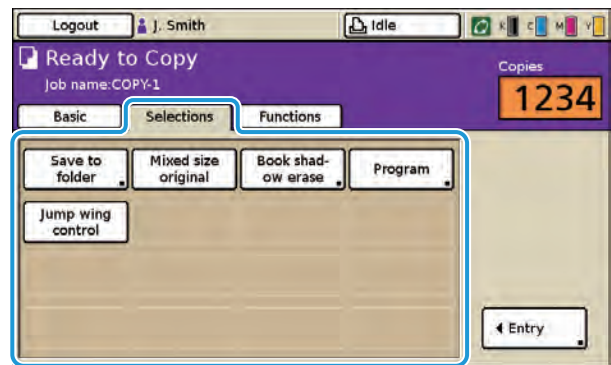 Logout
J. Smith
Idle
K
C
M
Y
Ready to Copy
Job name:COPY-1
Copies
1234
Basic
Selections
Functions
Save to
folder
Mixed size
original
Book shad-
ow erase
Program
Jump wing
control
Entry